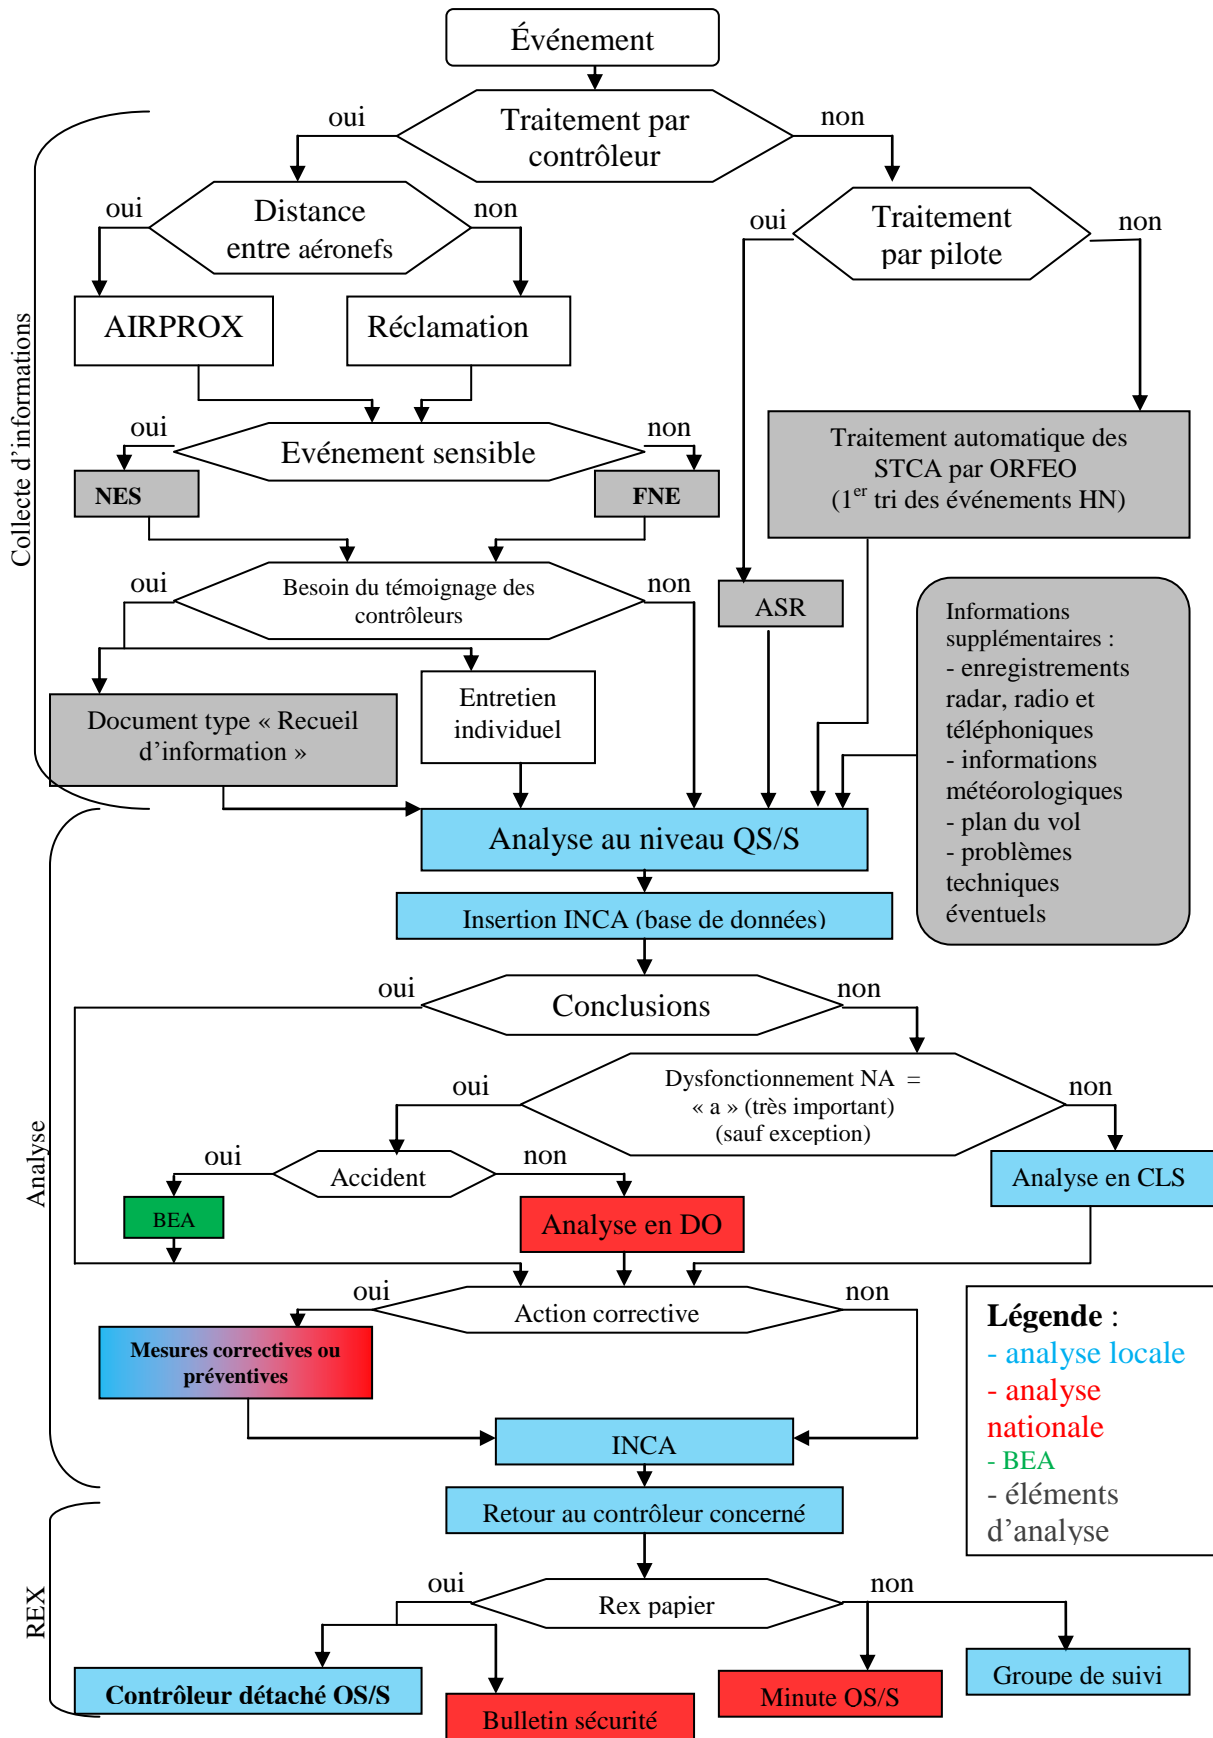 Événement
oui
Traitement par
contrôleur
non
oui
Distance
entre aéronefs
non
oui
Traitement
par pilote
non
AIRPROX
Réclamation
Collecte d'informations
oui
Evénement sensible
non
NES
FNE
Traitement automatique des
STCA par ORFEO
(1er tri des événements HN)
oui
Besoin du témoignage des
contrôleurs
non
ASR
Informations
supplémentaires :
- enregistrements
radar, radio et
téléphoniques
- informations
météorologiques
- plan du vol
- problèmes
techniques
éventuels
Document type « Recueil
d'information »
Entretien
individuel
Analyse au niveau QS/S
Insertion INCA (base de données)
oui
Conclusions
non
Analyse
oui
Dysfonctionnement NA =
« a » (très important)
(sauf exception)
non
oui
Accident
non
Analyse en CLS
BEA
Analyse en DO
oui
Action corrective
non
Mesures correctives ou
préventives
INCA
Légende :
- analyse locale
- analyse
nationale
- BEA
- éléments
d'analyse
Retour au contrôleur concerné
REX
oui
Rex papier
non
Contrôleur détaché QS/S
Bulletin sécurité
Minute QS/S
Groupe de suivi